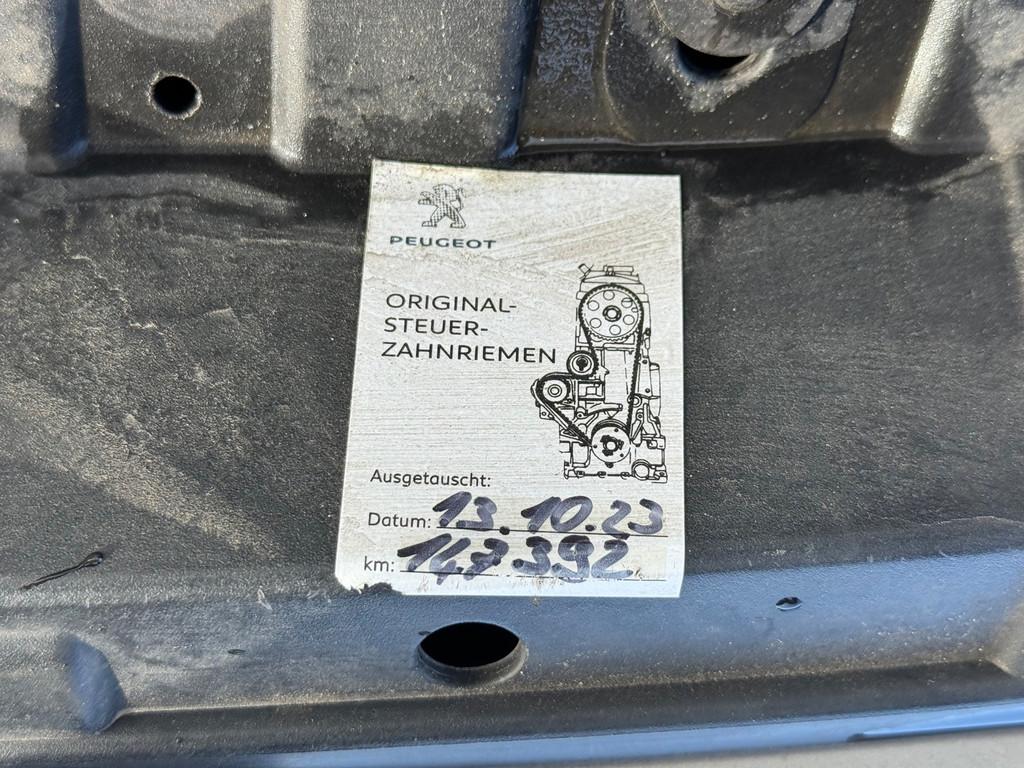 PEUGEOT
ORIGINAL-
STEUER-
ZAHNRIEMEN
Ausgetauscht:
Datum: 13.10.23
km: 147 392